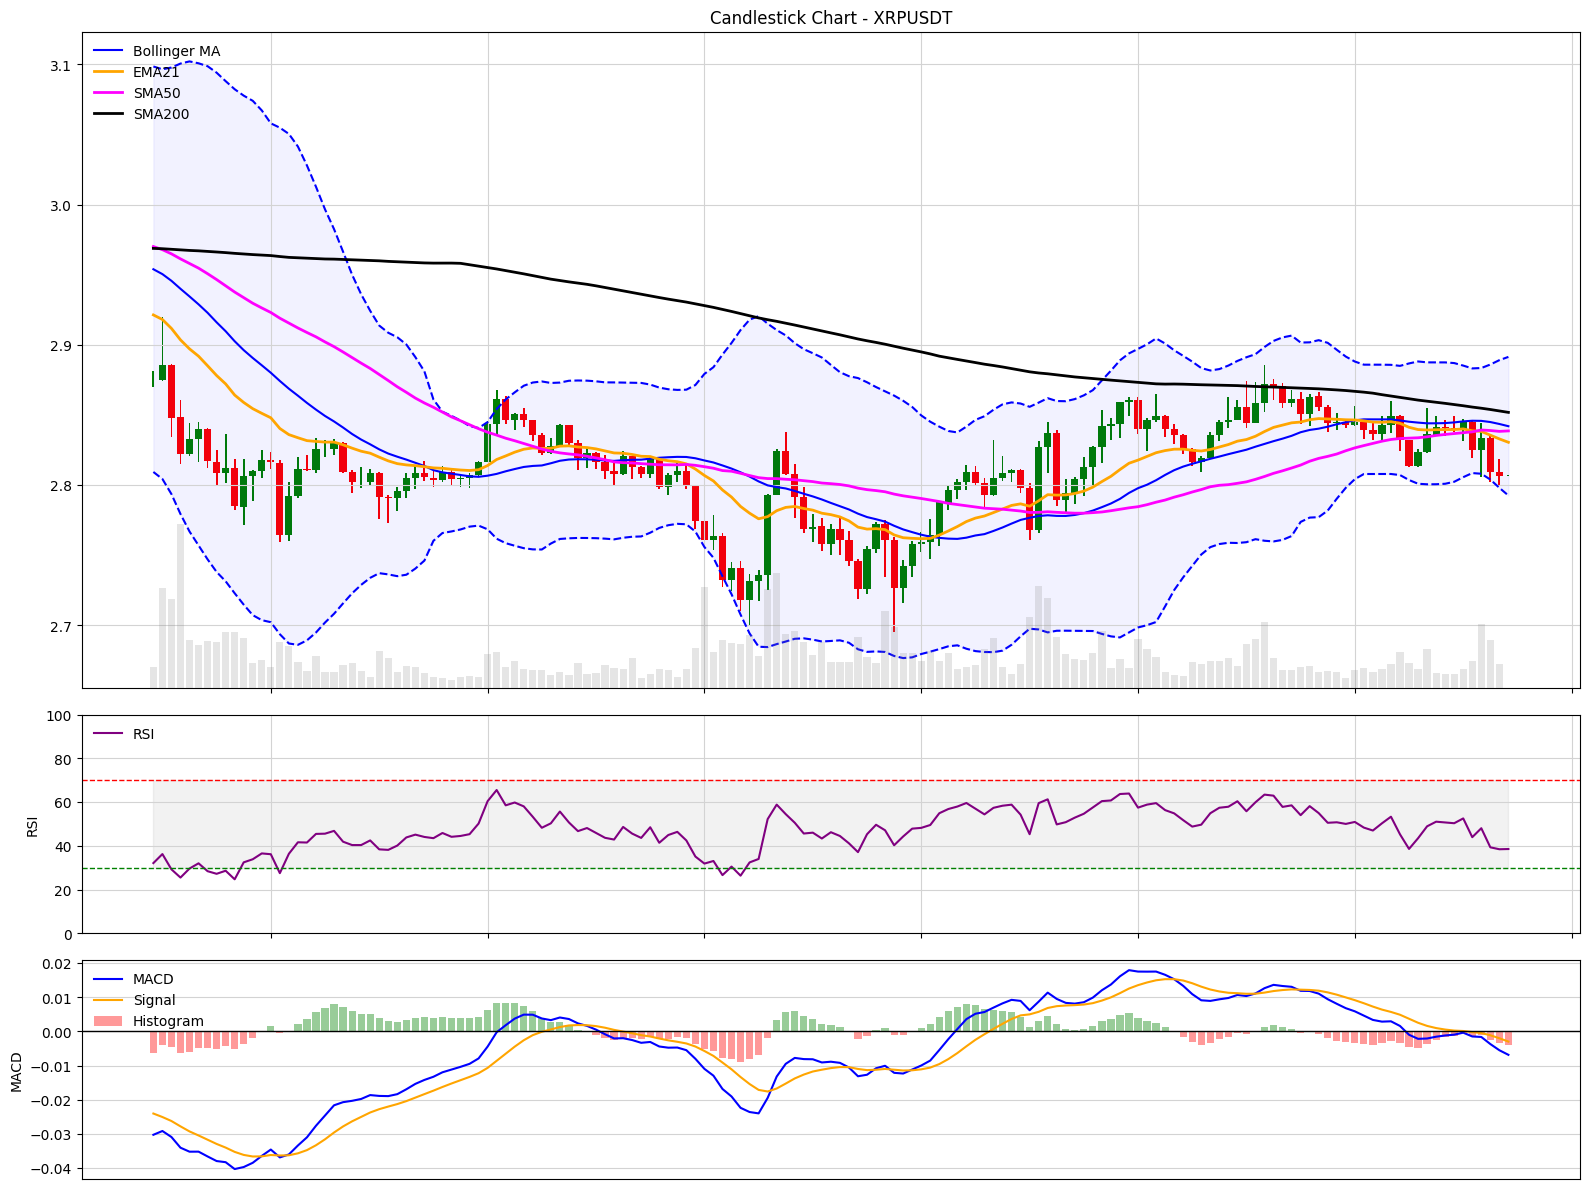 Candlestick Chart - XRPUSDT
Bollinger MA
EMA21
SMA50
SMA200
3.1
3.0
2.9
2.8
2.7
RSI
RSI
100
80
60
40
20
0
MACD
Signal
Histogram
MACD
0.02
0.01
0.00
−0.01
−0.02
−0.03
−0.04